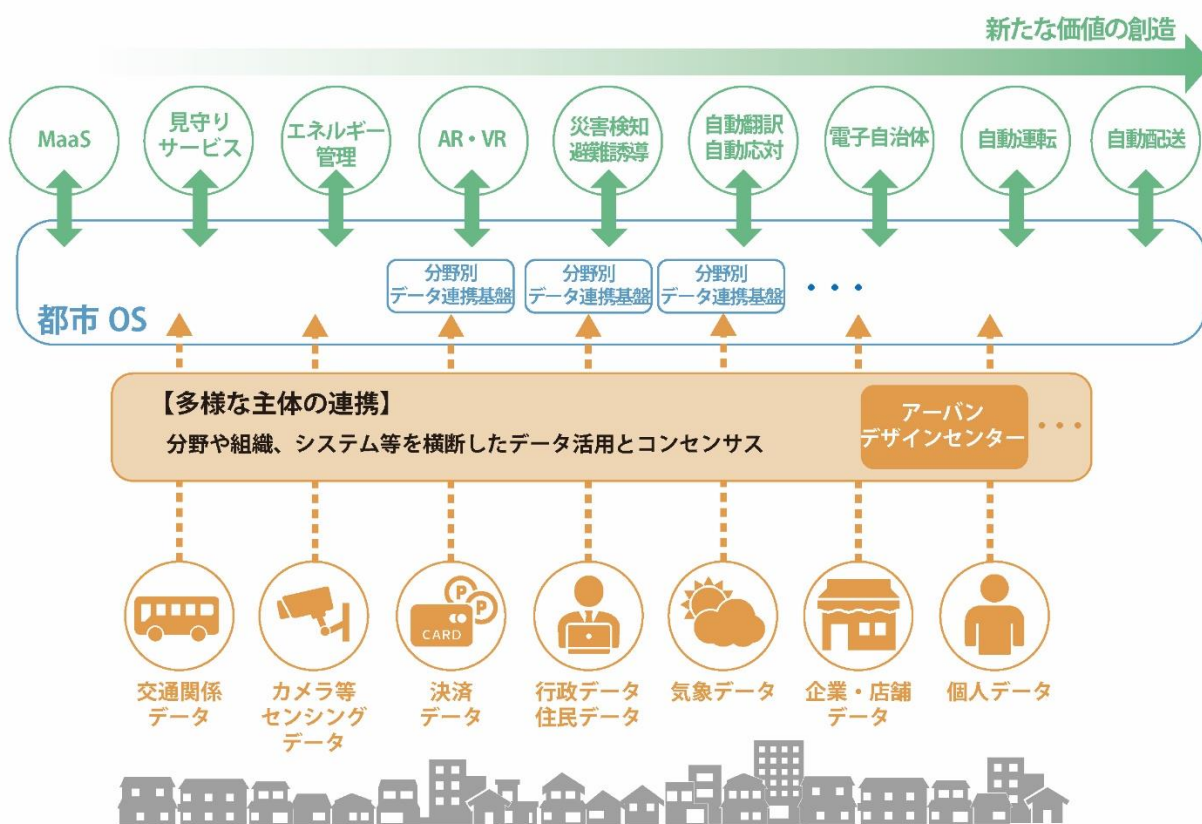 新たな価値の創造
MaaS
見守り
サービス
エネルギー
管理
AR・VR
災害検知
避難誘導
自動翻訳
自動応対
電子自治体
自動運転
自動配送
分野別
データ連携基盤
分野別
データ連携基盤
分野別
データ連携基盤
・・・
都市 OS
【多様な主体の連携】
分野や組織、システム等を横断したデータ活用とコンセンサス
アーバン
デザインセンター
・・・
P
P
CARD
交通関係
データ
カメラ等
センシング
データ
決済
データ
行政データ
住民データ
気象データ
企業・店舗
データ
個人データ